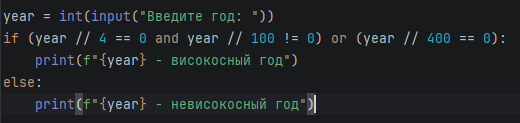 year = int(input("Введите год: "))
if (year // 4 == 0 and year // 100 != 0) or (year // 400 == 0):
    print(f"{year} - високосный год")
else:
    print(f"{year} - невисокосный год")